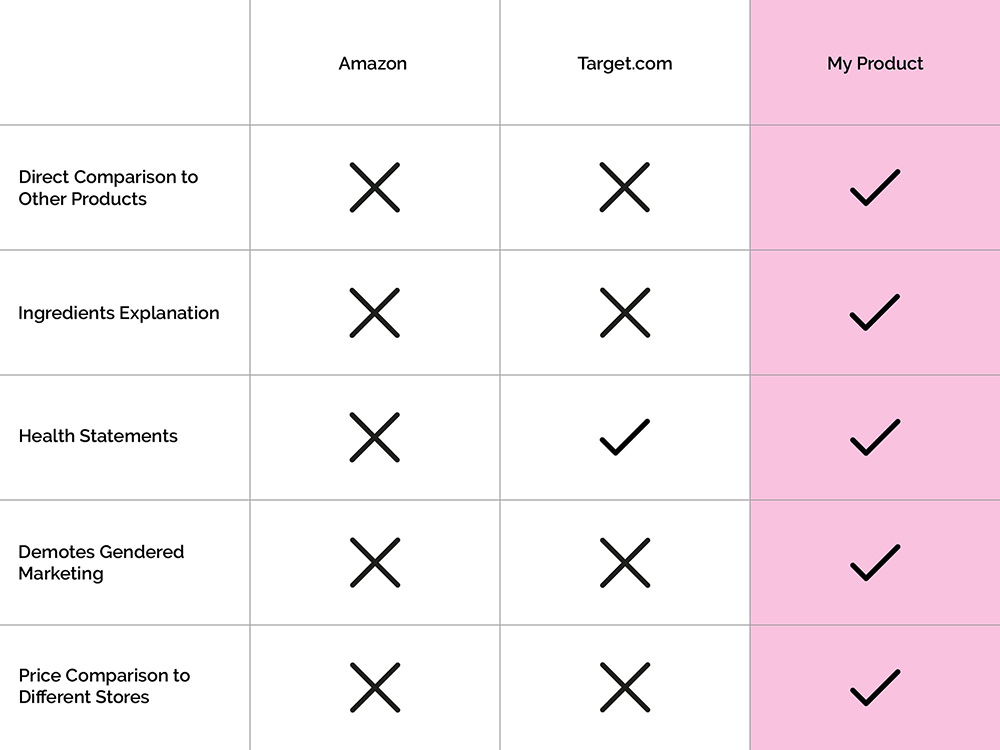 Amazon
Target.com
My Product
Direct Comparison to
Other Products
Ingredients Explanation
Health Statements
Demotes Gendered
Marketing
Price Comparison to
Different Stores